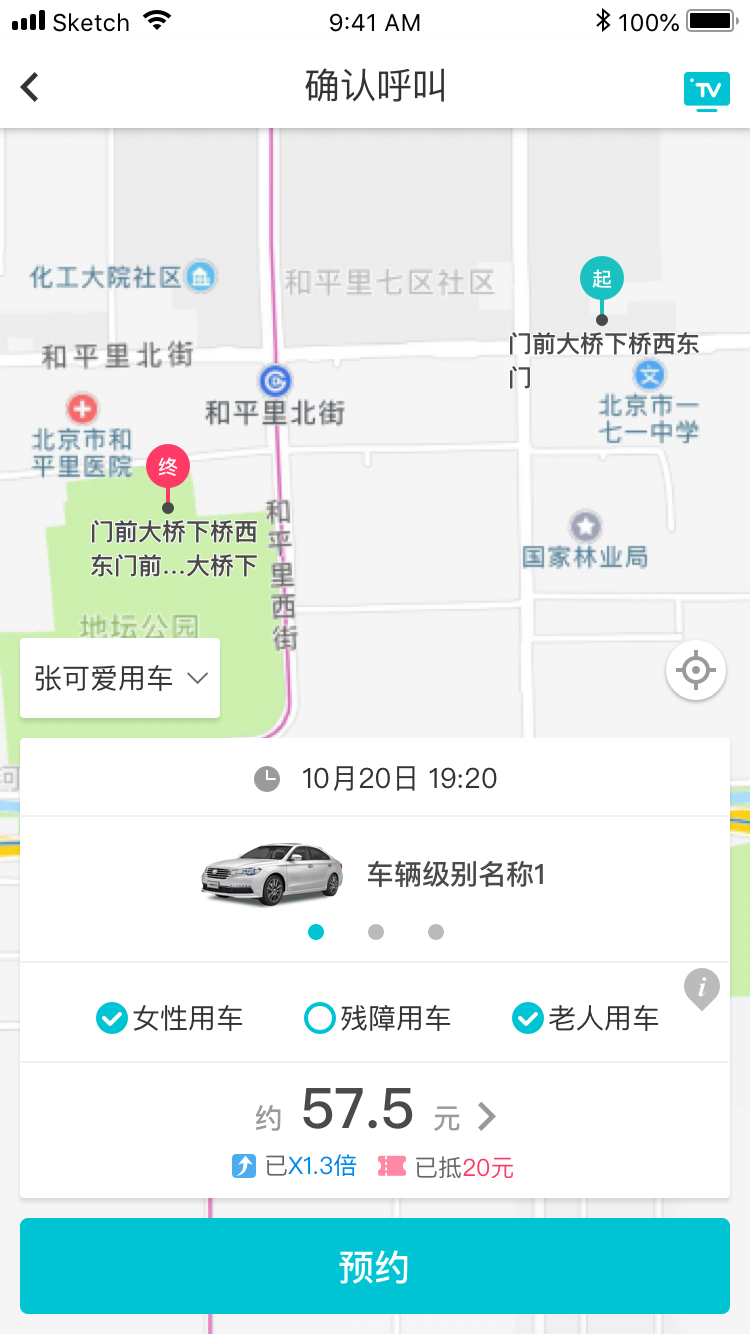 Sketch 9:41 AM 100%
确认呼叫
TV
化工大院社区
和平里七区社区
起
门前大桥下桥西东
门
和平里北街
和平里北街
北京市和
平里医院
文
北京市一
七一中学
终
门前大桥下桥西
东门前...大桥下
和平里西街
国家林业局
地坛公园
张可爱用车
河
10月20日 19:20
车辆级别名称1
i
女性用车 残障用车 老人用车
约 57.5 元
已X1.3倍 已抵20元
预约